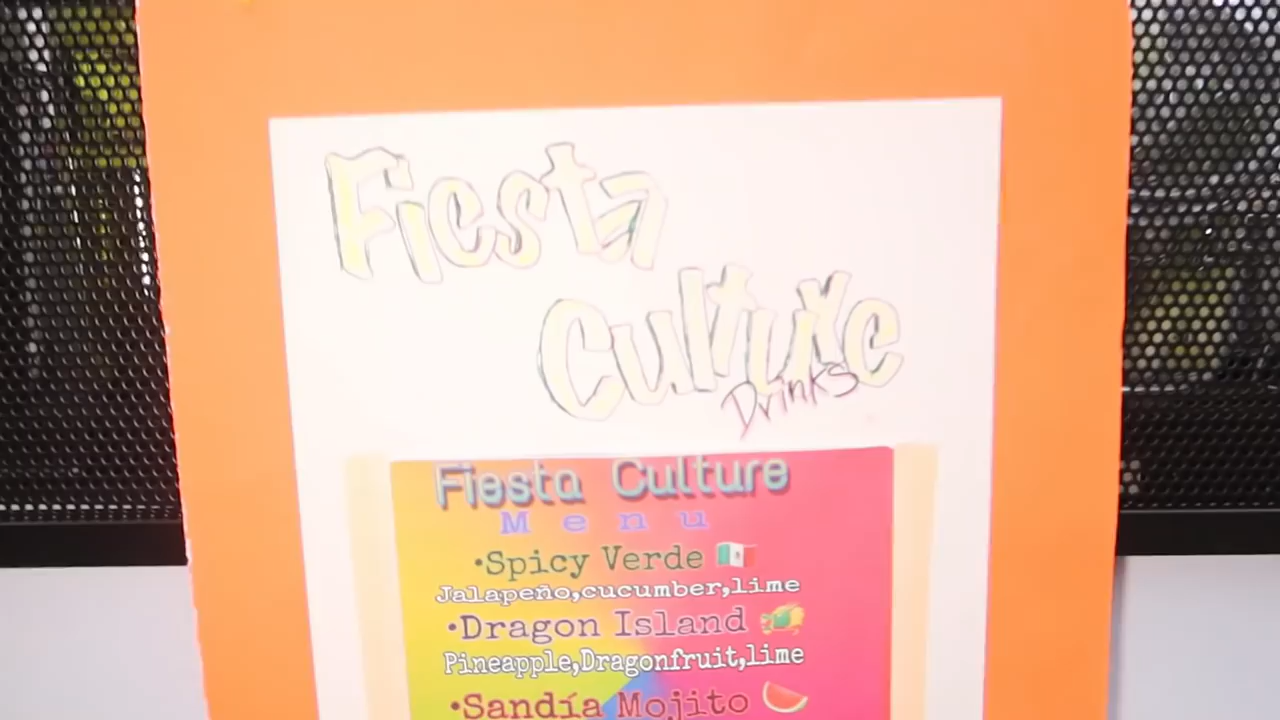 Fiesta
Culture
Drinks
Fiesta Culture
Menu
•Spicy Verde 🇲🇽
Jalapeño,cucumber,lime
•Dragon Island 🐲
Pineapple,Dragonfruit,lime
•Sandía Mojito 🍉